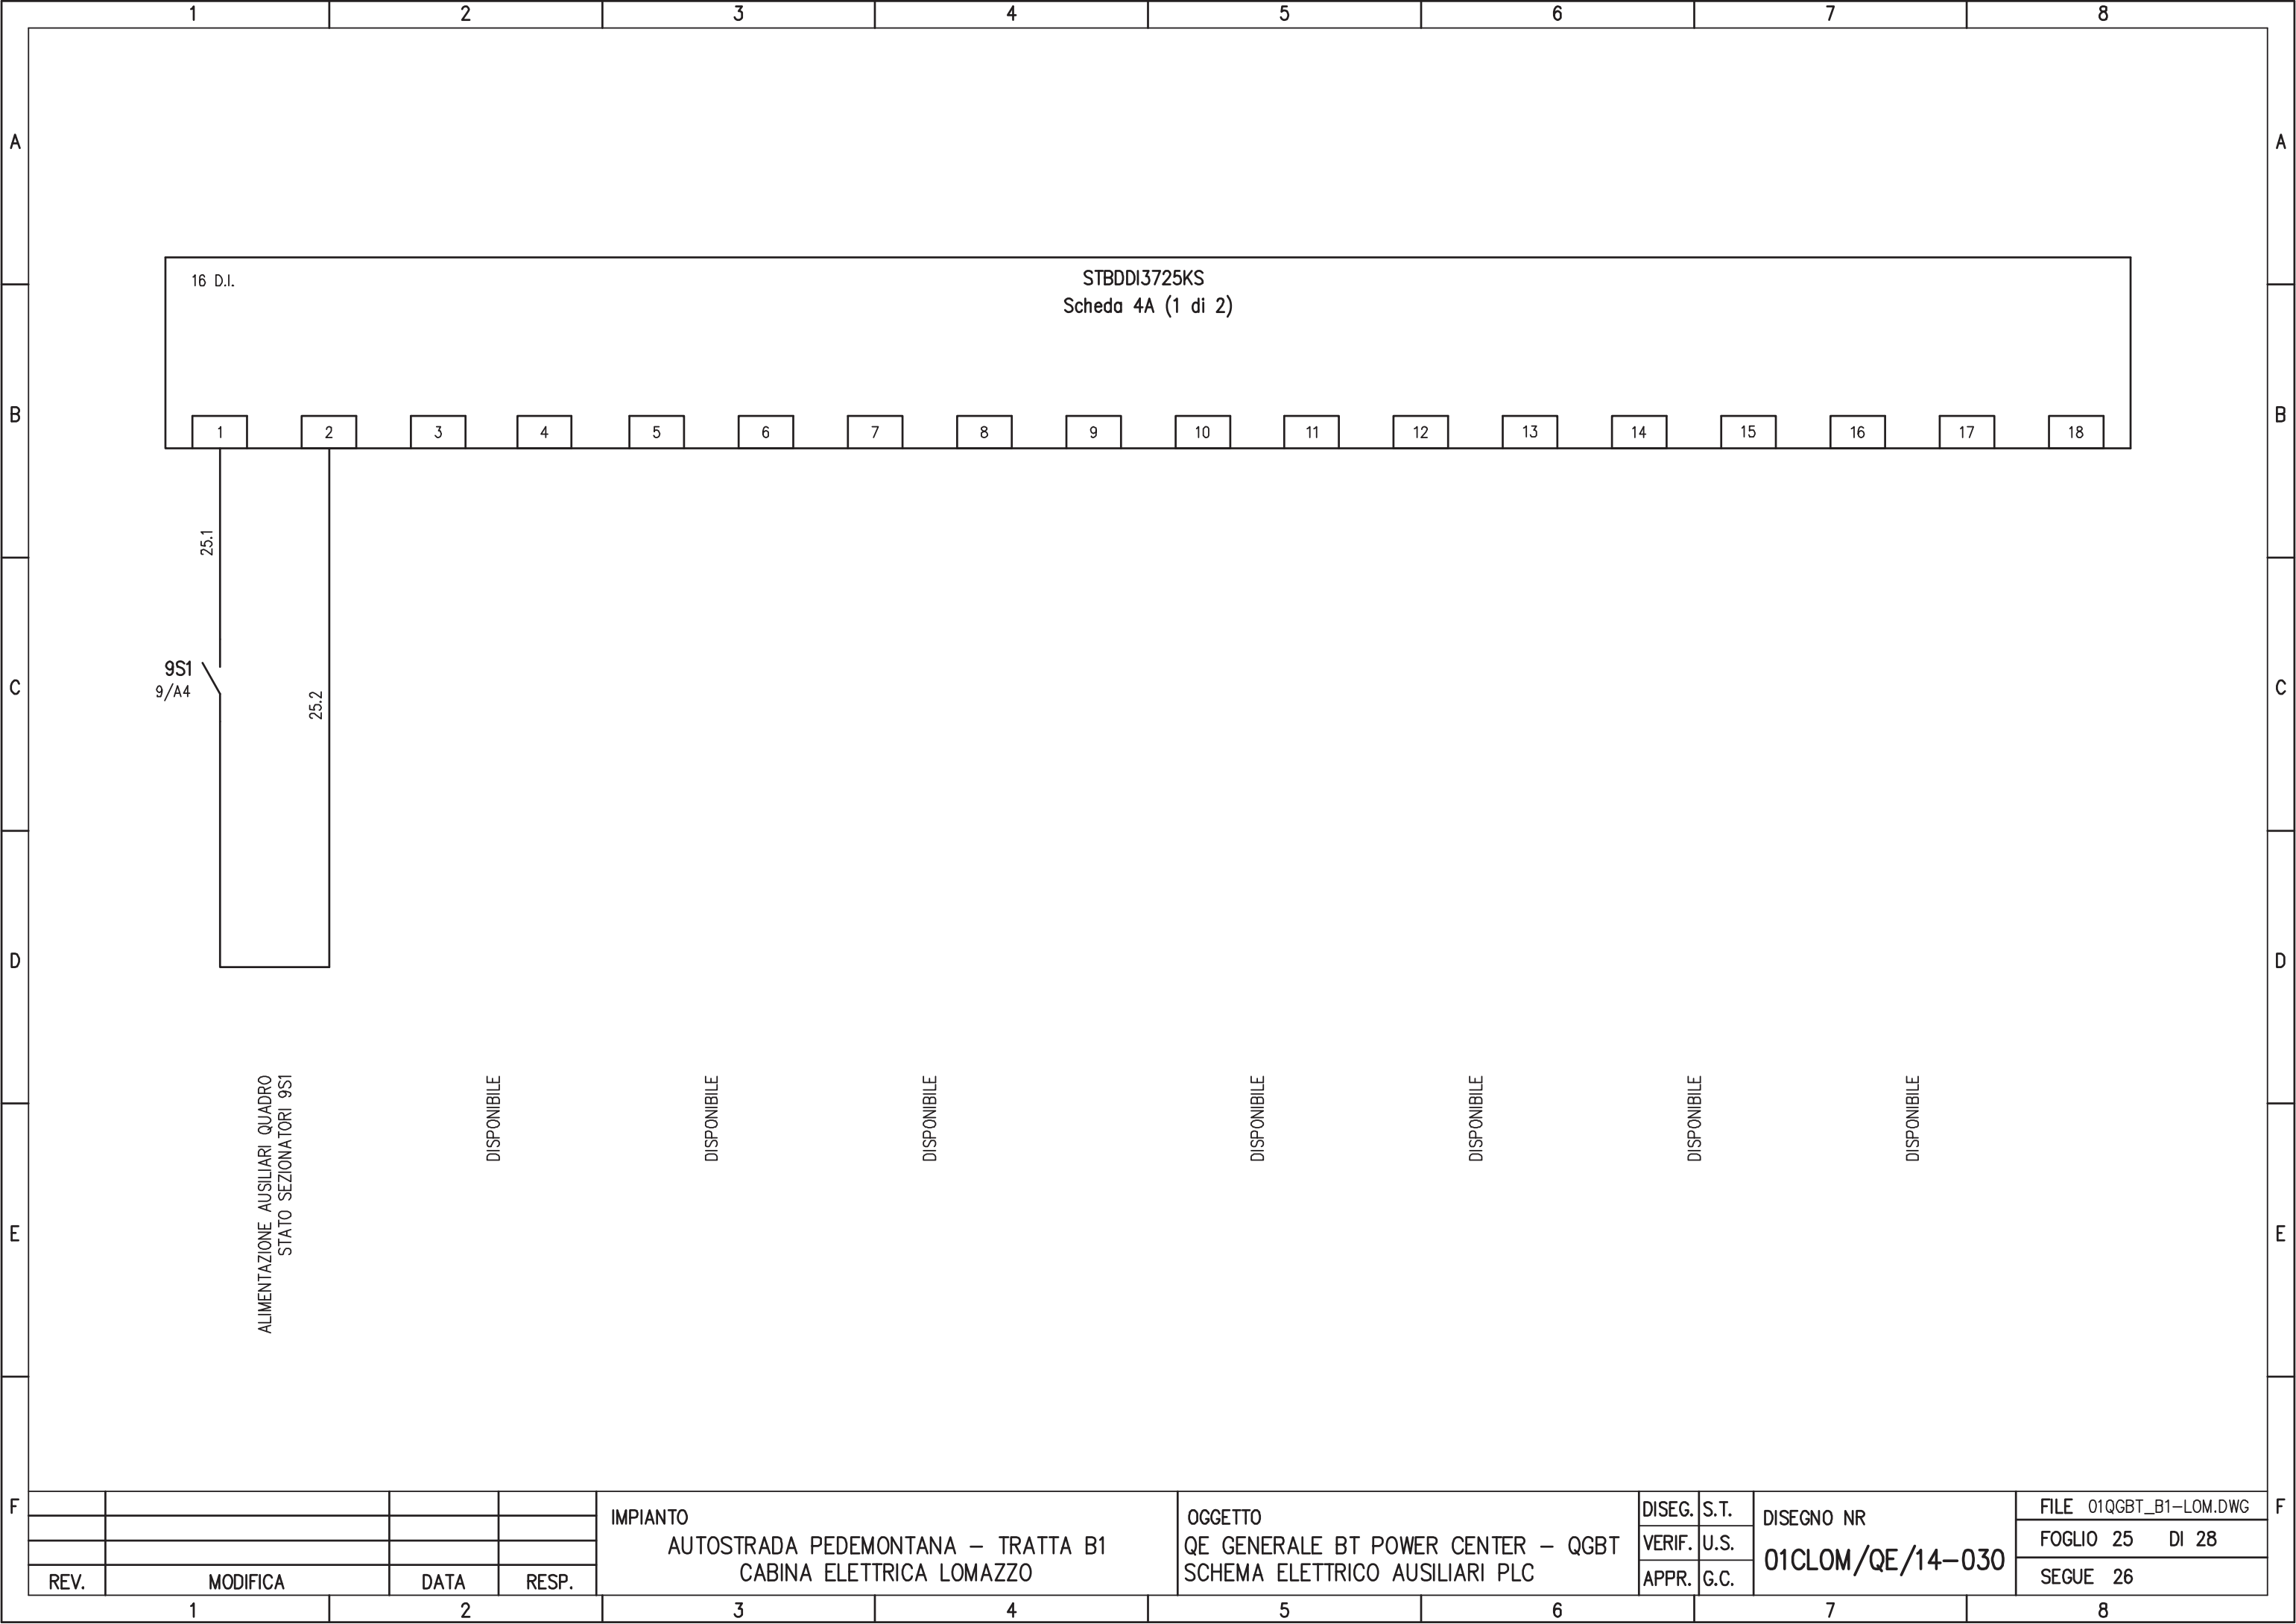 1 2 3 4 5 6 7 8
A A
16 D.I.
STBDDI3725KS
Scheda 4A (1 di 2)
B B
1 2 3 4 5 6 7 8 9 10 11 12 13 14 15 16 17 18
25.1
9S1
9/A4
25.2
C C
D D
ALIMENTAZIONE AUSILIARI QUADRO
STATO SEZIONATORI 9S1
DISPONIBILE
DISPONIBILE
DISPONIBILE
DISPONIBILE
DISPONIBILE
DISPONIBILE
DISPONIBILE
E E
F F
REV. MODIFICA DATA RESP.
IMPIANTO
AUTOSTRADA PEDEMONTANA – TRATTA B1
CABINA ELETTRICA LOMAZZO
OGGETTO
QE GENERALE BT POWER CENTER – QGBT
SCHEMA ELETTRICO AUSILIARI PLC
DISEG. S.T.
VERIF. U.S.
APPR. G.C.
DISEGNO NR
01CLOM/QE/14–030
FILE 01QGBT_B1–LOM.DWG
FOGLIO 25 DI 28
SEGUE 26
1 2 3 4 5 6 7 8